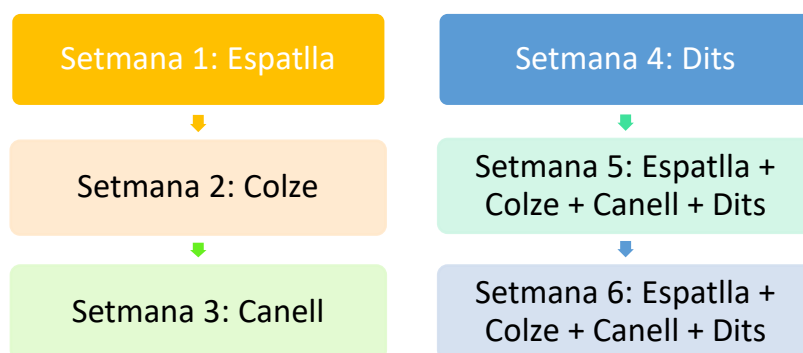 Setmana 1: Espatlla
Setmana 2: Colze
Setmana 3: Canell
Setmana 4: Dits
Setmana 5: Espatlla +
Colze + Canell + Dits
Setmana 6: Espatlla +
Colze + Canell + Dits